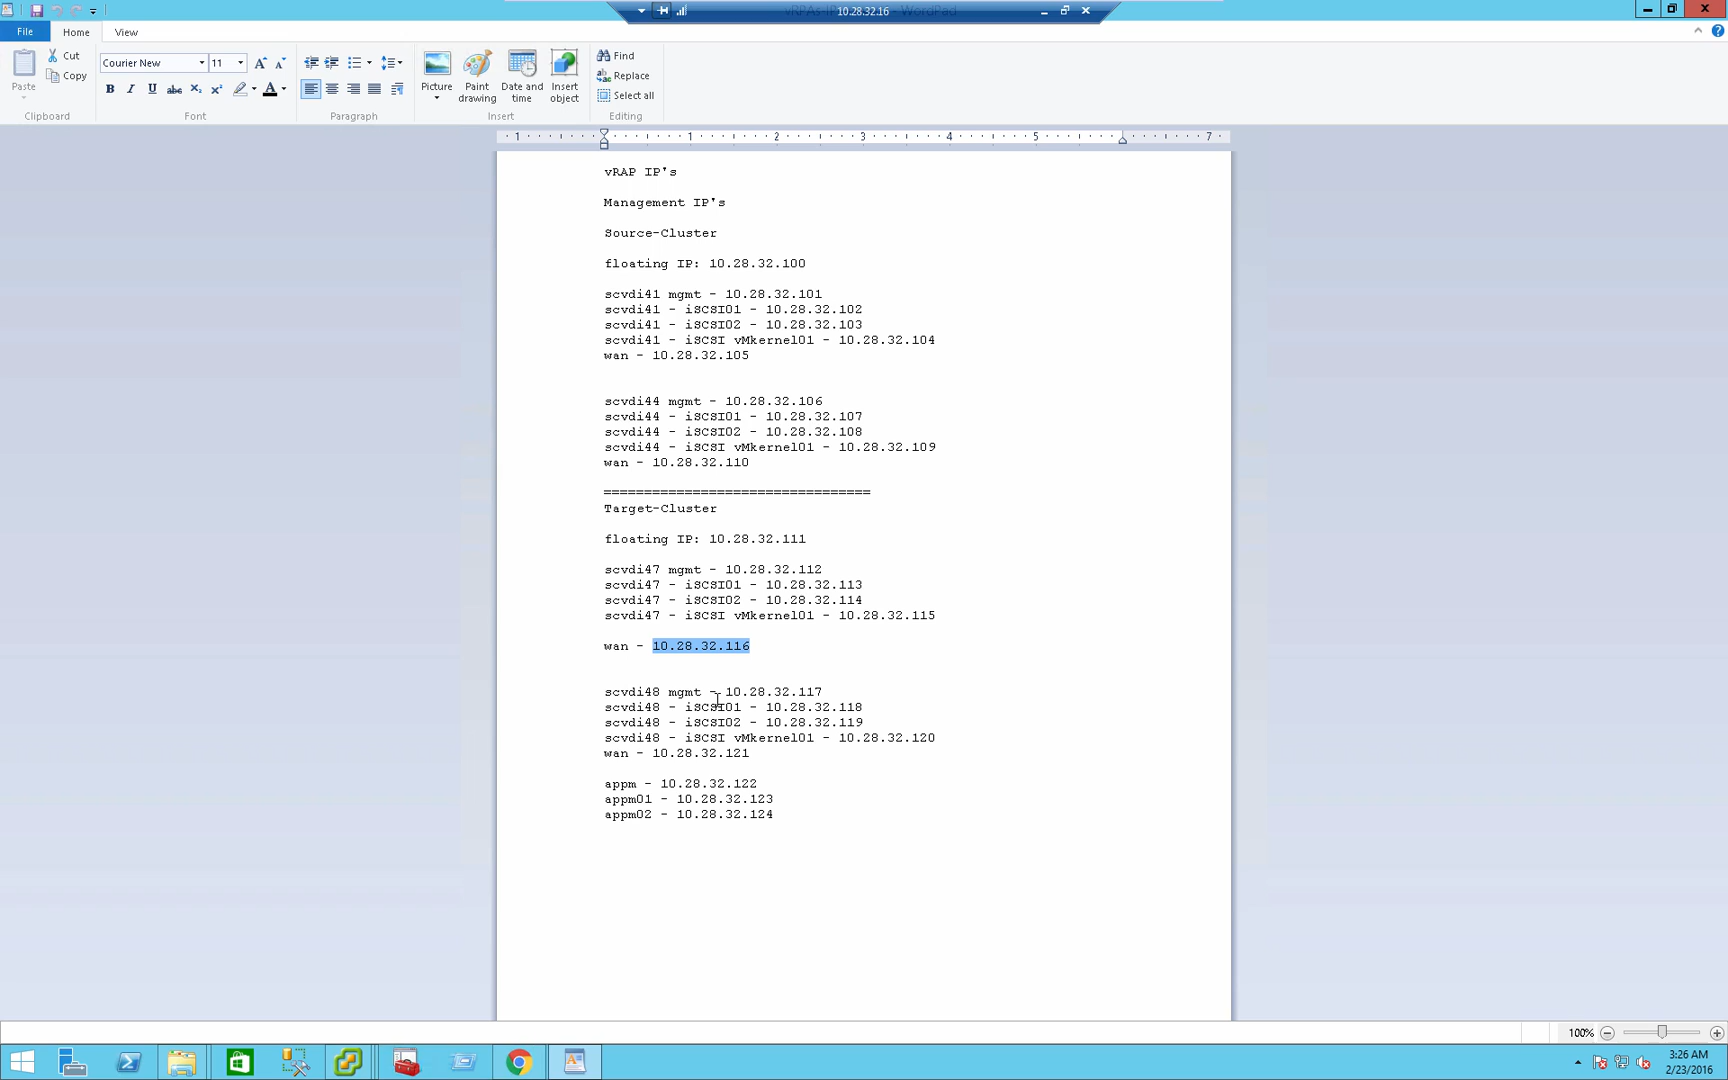 vRPAs-IP - WordPad
10.28.32.16
File
Home
View
Paste
Cut
Copy
Clipboard
Courier New
11
Font
Paragraph
Picture
Paint drawing
Date and time
Insert object
Insert
Find
Replace
Select all
Editing
1 1 2 3 4 5 7
vRAP IP's
Management IP's
Source-Cluster
floating IP: 10.28.32.100
scvdi41 mgmt - 10.28.32.101
scvdi41 - iSCSI01 - 10.28.32.102
scvdi41 - iSCSI02 - 10.28.32.103
scvdi41 - iSCSI vMkernel01 - 10.28.32.104
wan - 10.28.32.105
scvdi44 mgmt - 10.28.32.106
scvdi44 - iSCSI01 - 10.28.32.107
scvdi44 - iSCSI02 - 10.28.32.108
scvdi44 - iSCSI vMkernel01 - 10.28.32.109
wan - 10.28.32.110
=================================
Target-Cluster
floating IP: 10.28.32.111
scvdi47 mgmt - 10.28.32.112
scvdi47 - iSCSI01 - 10.28.32.113
scvdi47 - iSCSI02 - 10.28.32.114
scvdi47 - iSCSI vMkernel01 - 10.28.32.115
wan - 10.28.32.116
scvdi48 mgmt - 10.28.32.117
scvdi48 - iSCSI01 - 10.28.32.118
scvdi48 - iSCSI02 - 10.28.32.119
scvdi48 - iSCSI vMkernel01 - 10.28.32.120
wan - 10.28.32.121
appm - 10.28.32.122
appm01 - 10.28.32.123
appm02 - 10.28.32.124
100%
3:26 AM
2/23/2016